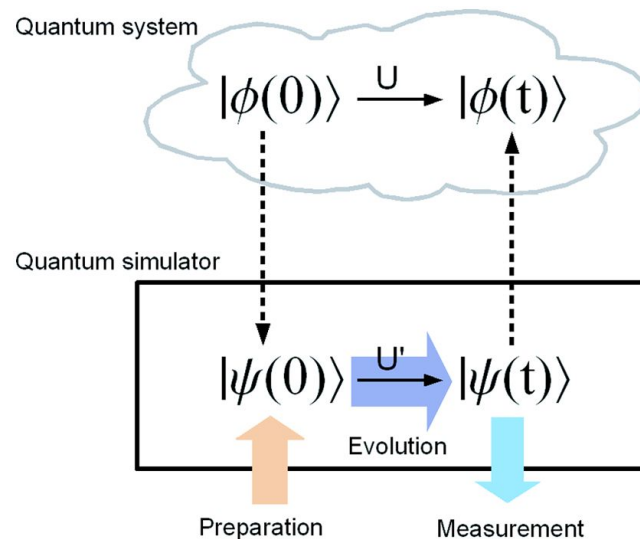 Quantum system
|ϕ(0)⟩ U |ϕ(t)⟩
Quantum simulator
|ψ(0)⟩ U' |ψ(t)⟩
Evolution
Preparation Measurement